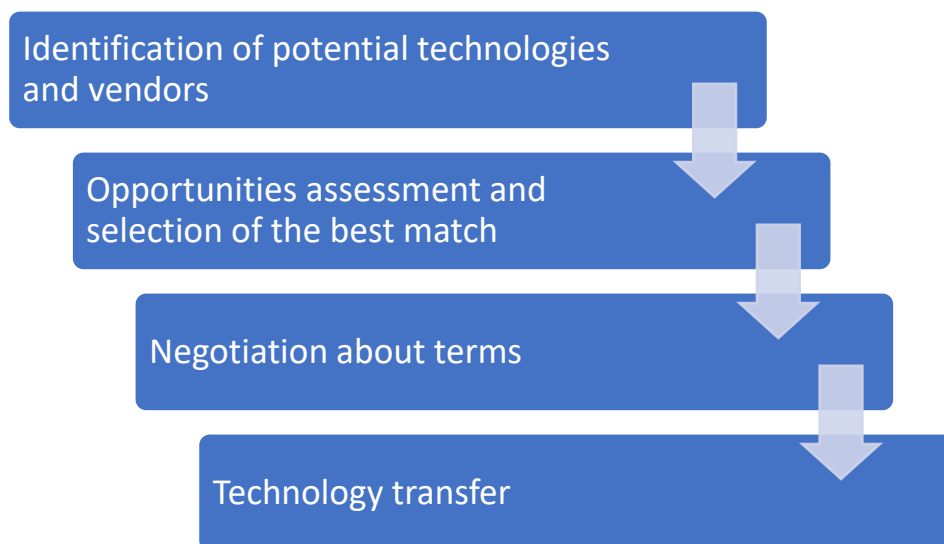 Identification of potential technologies
and vendors
Opportunities assessment and
selection of the best match
Negotiation about terms
Technology transfer